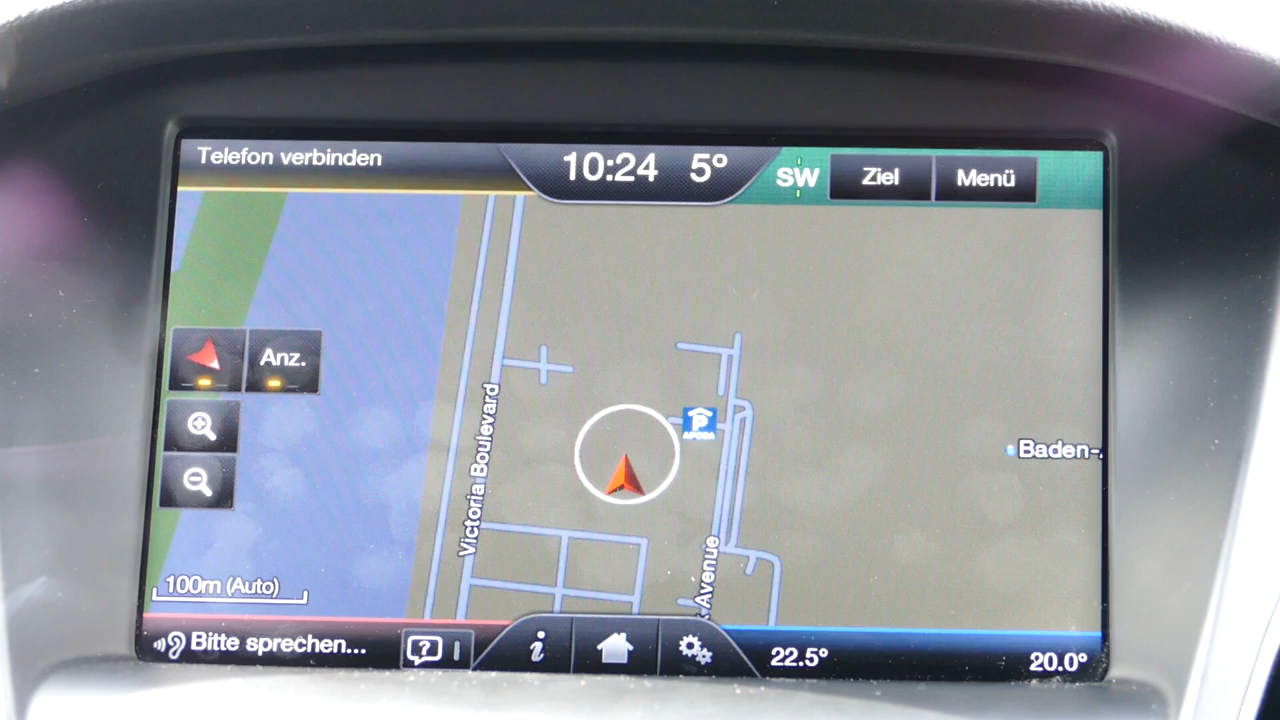 Telefon verbinden
10:24 5°
SW
Ziel
Menü
Anz.
Victoria Boulevard
P
Baden-
Avenue
100m (Auto)
Bitte sprechen...
?
i
22.5°
20.0°